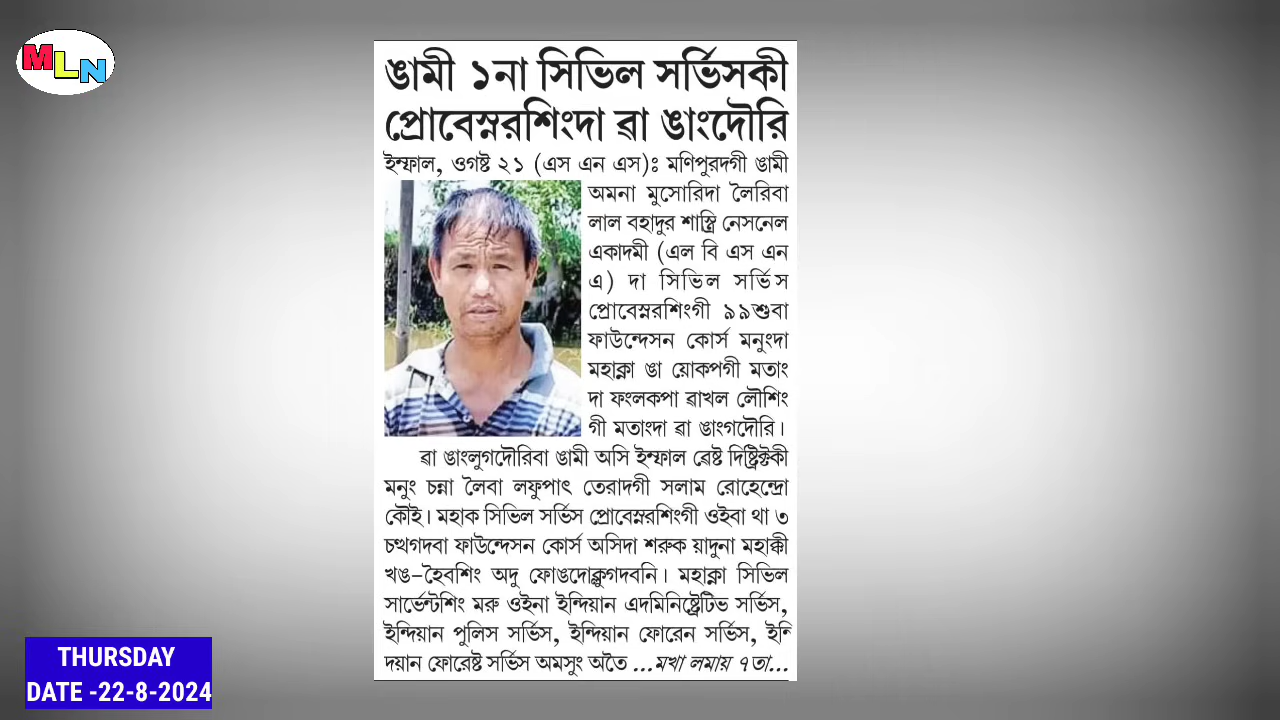 MLN
ঙামী ১না সিভিল সর্ভিসকী
প্রোবেস্নরশিংদা ৱা ঙাংদৌরি
ইম্ফাল, ওগষ্ট ২১ (এস এন এস)ঃ মণিপুরদগী ঙামী
অমনা মুসোরিদা লৈরিবা
লাল বহাদুর শাস্ত্রি নেসনেল
একাদমী (এল বি এস এন
এ) দা সিভিল সর্ভিস
প্রোবেস্নরশিংগী ৯৯শুবা
ফাউন্দেসন কোর্স মনুংদা
মহাক্না ঙা য়োকপগী মতাং
দা ফংলকপা ৱাখল লৌশিং
গী মতাংদা ৱা ঙাংগদৌরি।
ৱা ঙাংলুগদৌরিবা ঙামী অসি ইম্ফাল ৱেষ্ট দিষ্ট্রিক্টকী
মনুং চন্না লৈবা লফুপাৎ তেরাদগী সলাম রোহেন্দ্রো
কৌই। মহাক সিভিল সর্ভিস প্রোবেস্নরশিংগী ওইবা থা ৩
চত্থগদবা ফাউন্দেসন কোর্স অসিদা শরুক য়াদুনা মহাক্কী
খঙ-হৈবশিং অদু ফোঙদোক্লুগদবনি। মহাক্না সিভিল
সার্ভেন্টশিং মরু ওইনা ইন্দিয়ান এদমিনিষ্ট্রেটিভ সর্ভিস,
ইন্দিয়ান পুলিস সর্ভিস, ইন্দিয়ান ফোরেন সর্ভিস, ইন্দি
দয়ান ফোরেষ্ট সর্ভিস অমসুং অতৈ ...মখা লমায় ৭তা...
THURSDAY
DATE -22-8-2024